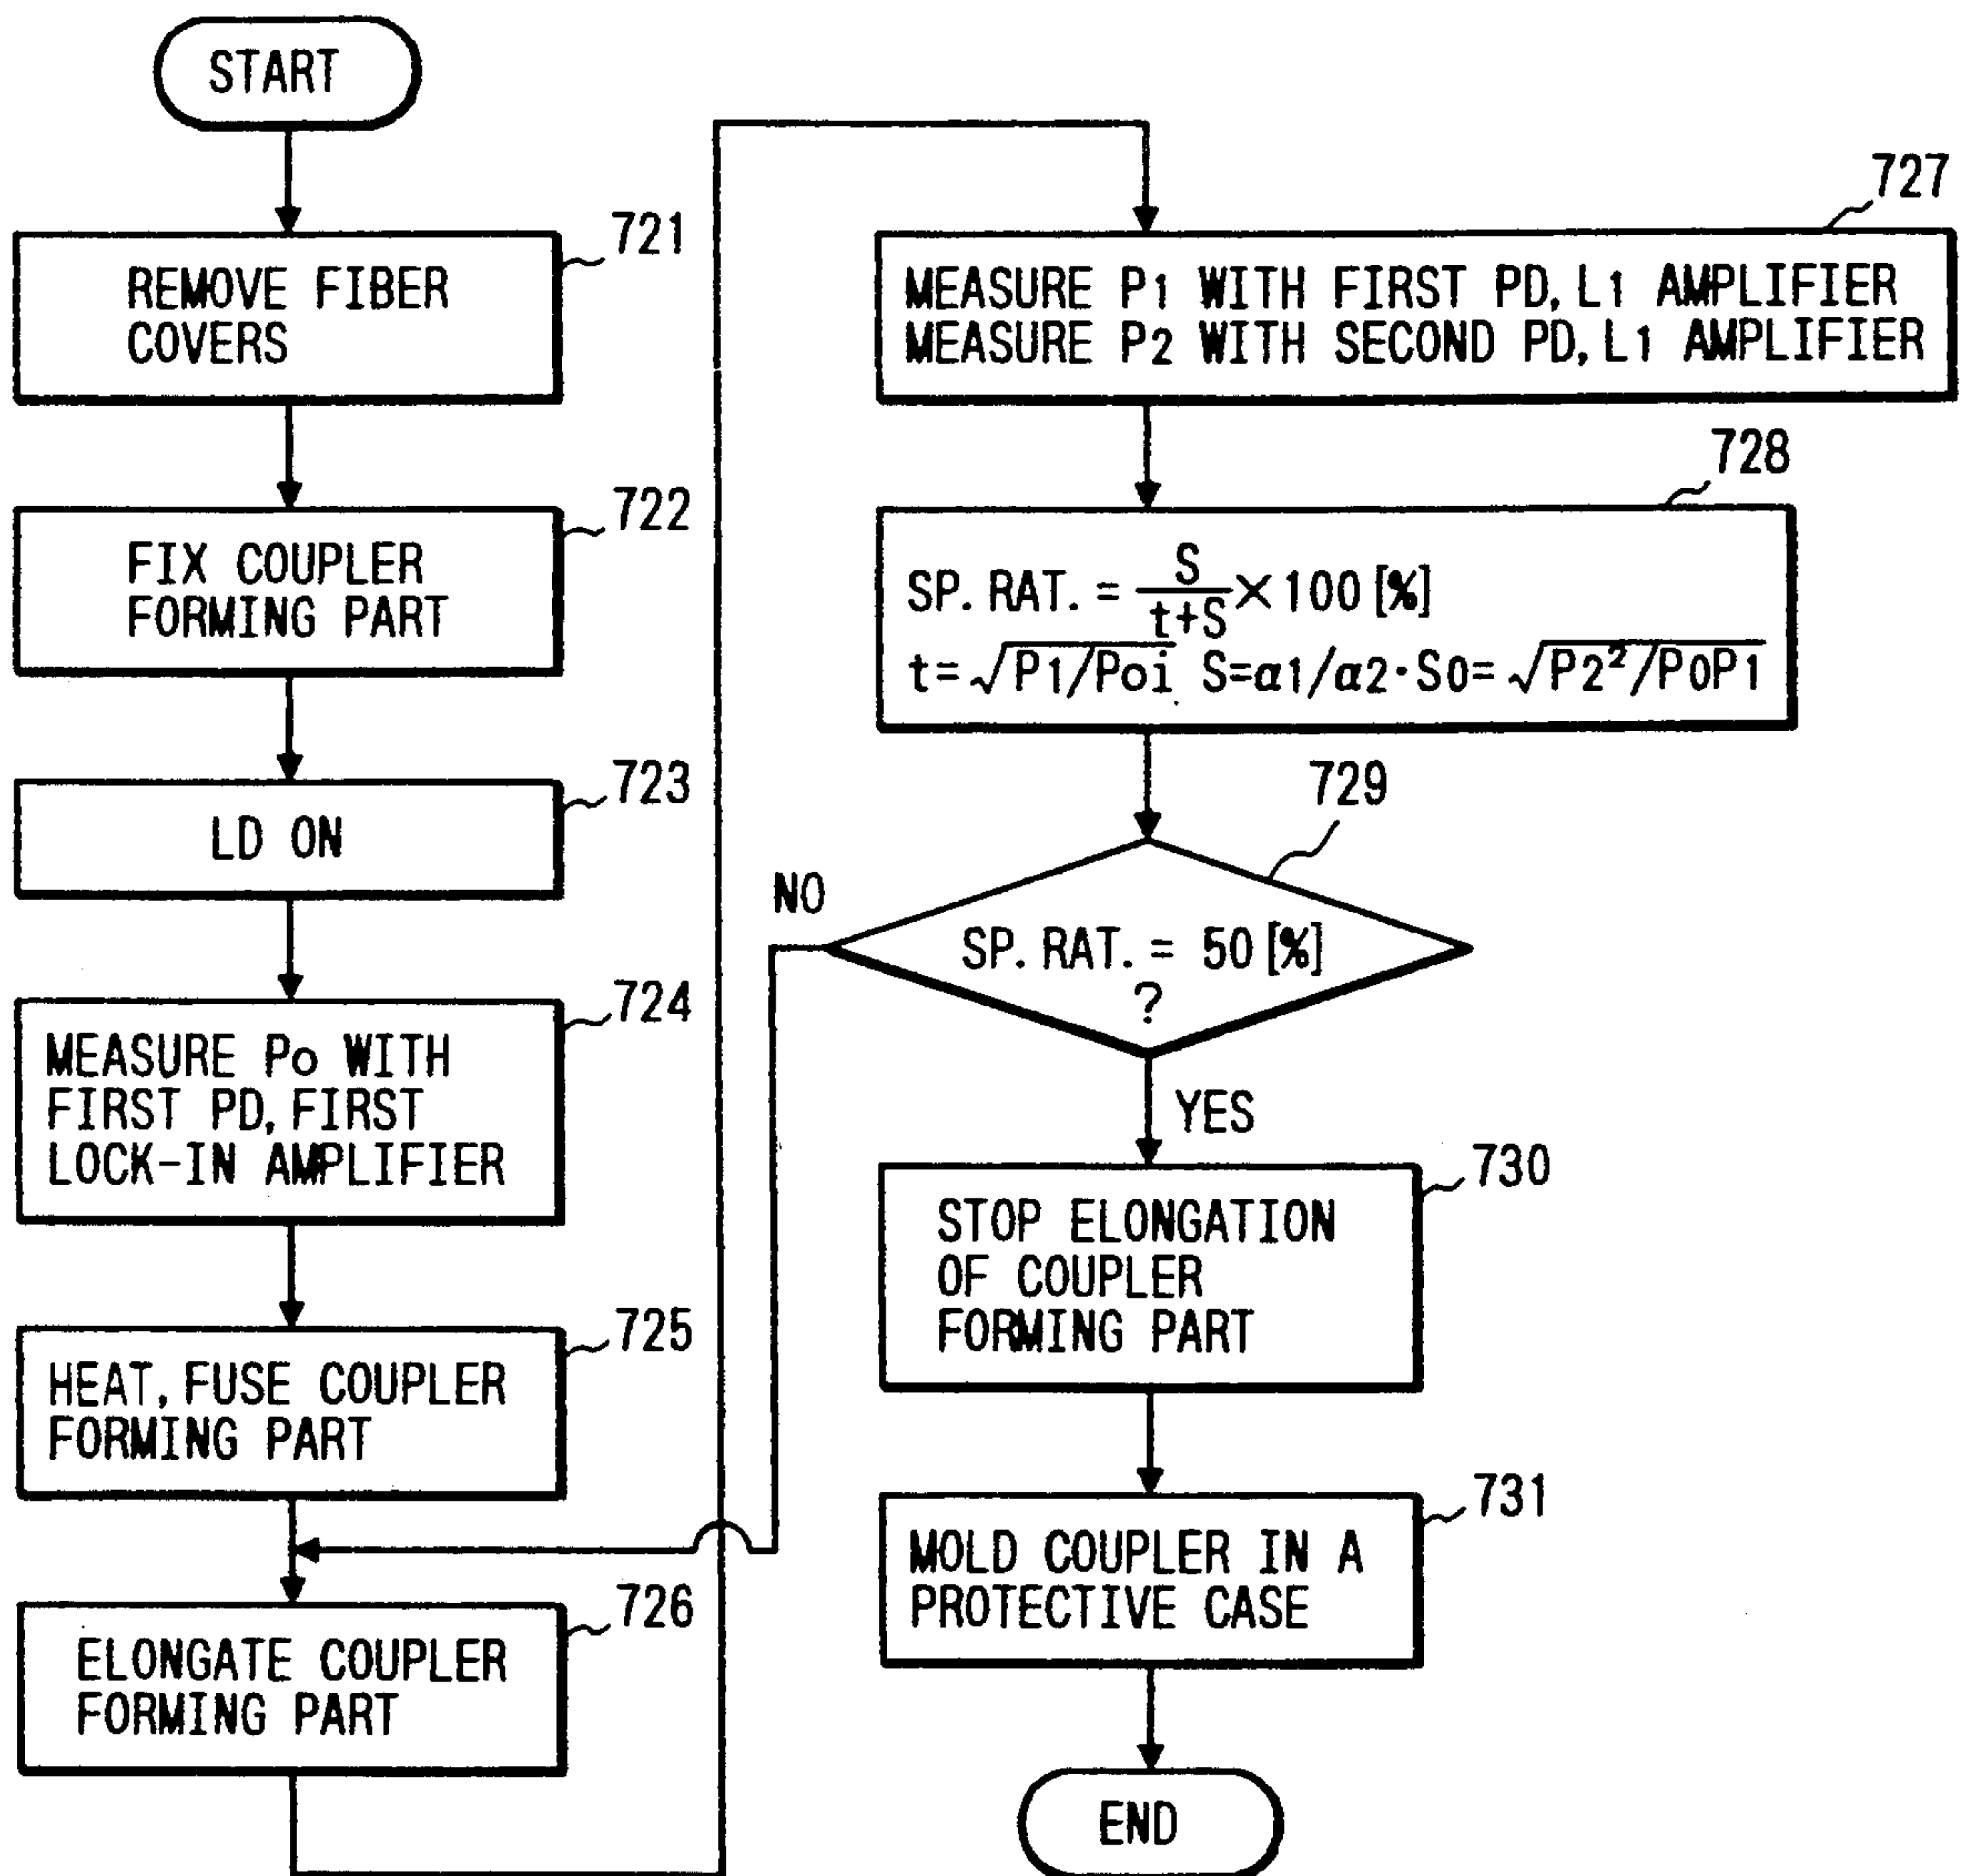 START
721
REMOVE FIBER
COVERS
722
FIX COUPLER
FORMING PART
723
LD ON
724
MEASURE Po WITH
FIRST PD, FIRST
LOCK-IN AMPLIFIER
725
HEAT, FUSE COUPLER
FORMING PART
726
ELONGATE COUPLER
FORMING PART
727
MEASURE P1 WITH FIRST PD, L1 AMPLIFIER
MEASURE P2 WITH SECOND PD, L1 AMPLIFIER
728
SP. RAT. = S/t+S × 100 [%]
t= √P1/Poi S=α1/α2·S0= √P2²/P0P1
729
SP. RAT. = 50 [%]
?
NO
YES
730
STOP ELONGATION
OF COUPLER
FORMING PART
731
MOLD COUPLER IN A
PROTECTIVE CASE
END